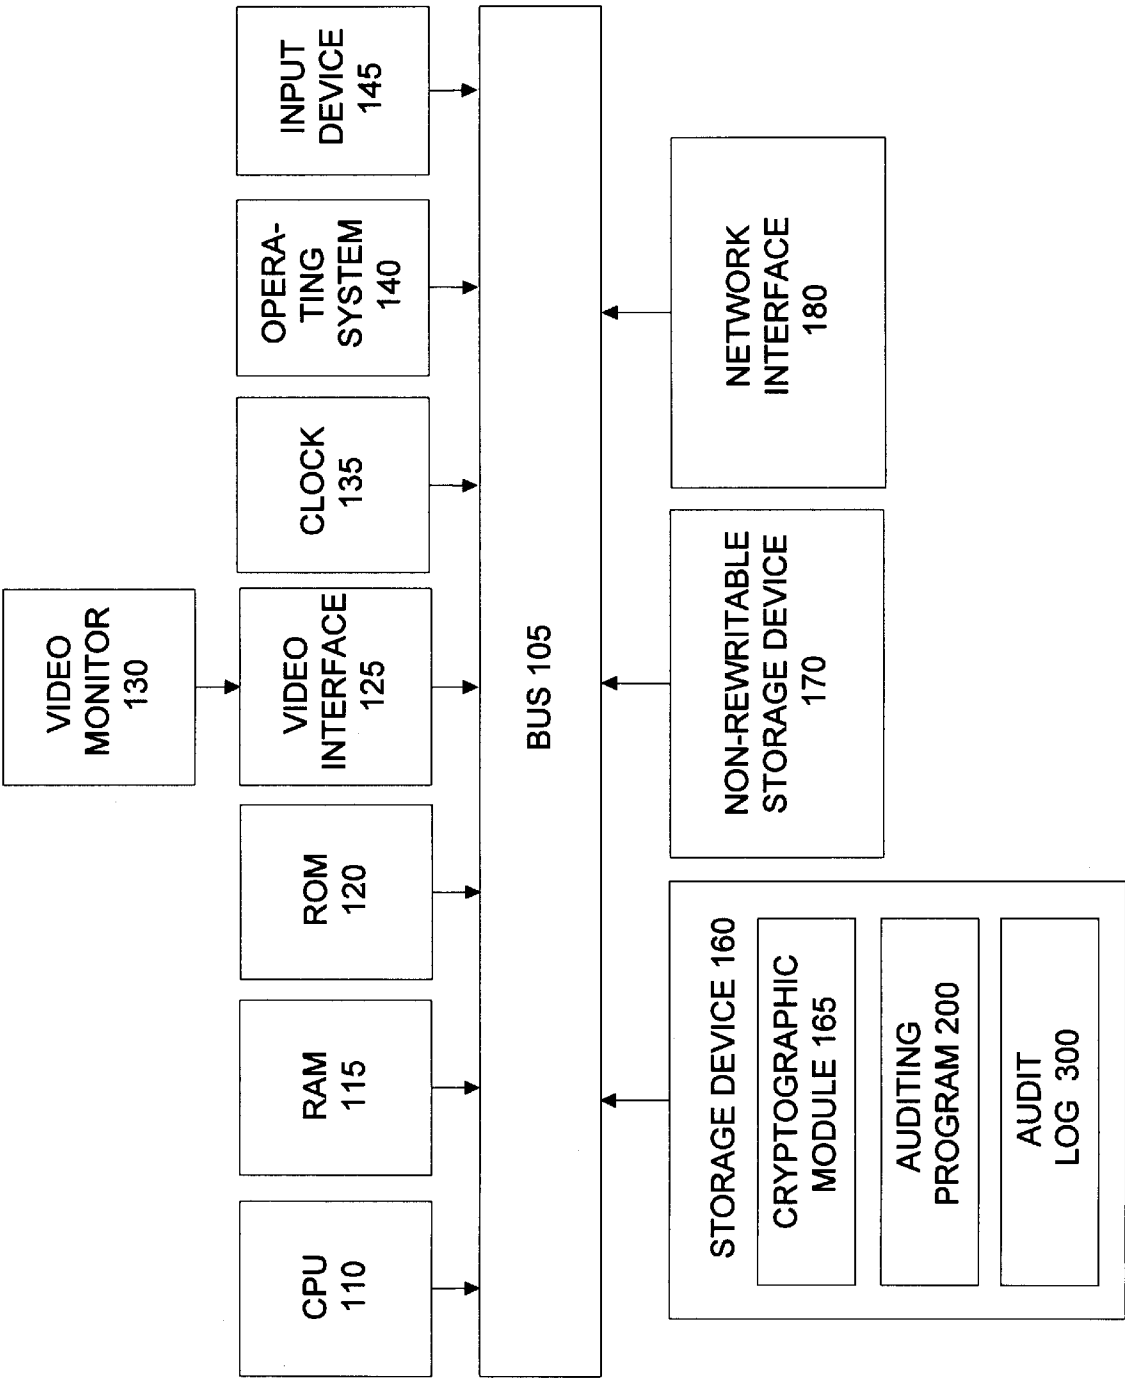 VIDEO
MONITOR
130
CPU
110
RAM
115
ROM
120
VIDEO
INTERFACE
125
CLOCK
135
OPERA-
TING
SYSTEM
140
INPUT
DEVICE
145
BUS 105
STORAGE DEVICE 160
CRYPTOGRAPHIC
MODULE 165
AUDITING
PROGRAM 200
AUDIT
LOG 300
NON-REWRITABLE
STORAGE DEVICE
170
NETWORK
INTERFACE
180